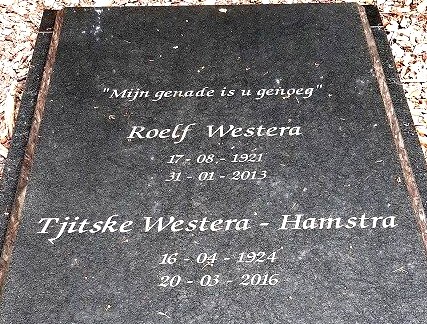 "Mijn genade is u genoeg"
Roelf Westera
17 - 08 - 1921
31 - 01 - 2013
Tjitske Westera - Hamstra
16 - 04 - 1924
20 - 03 - 2016